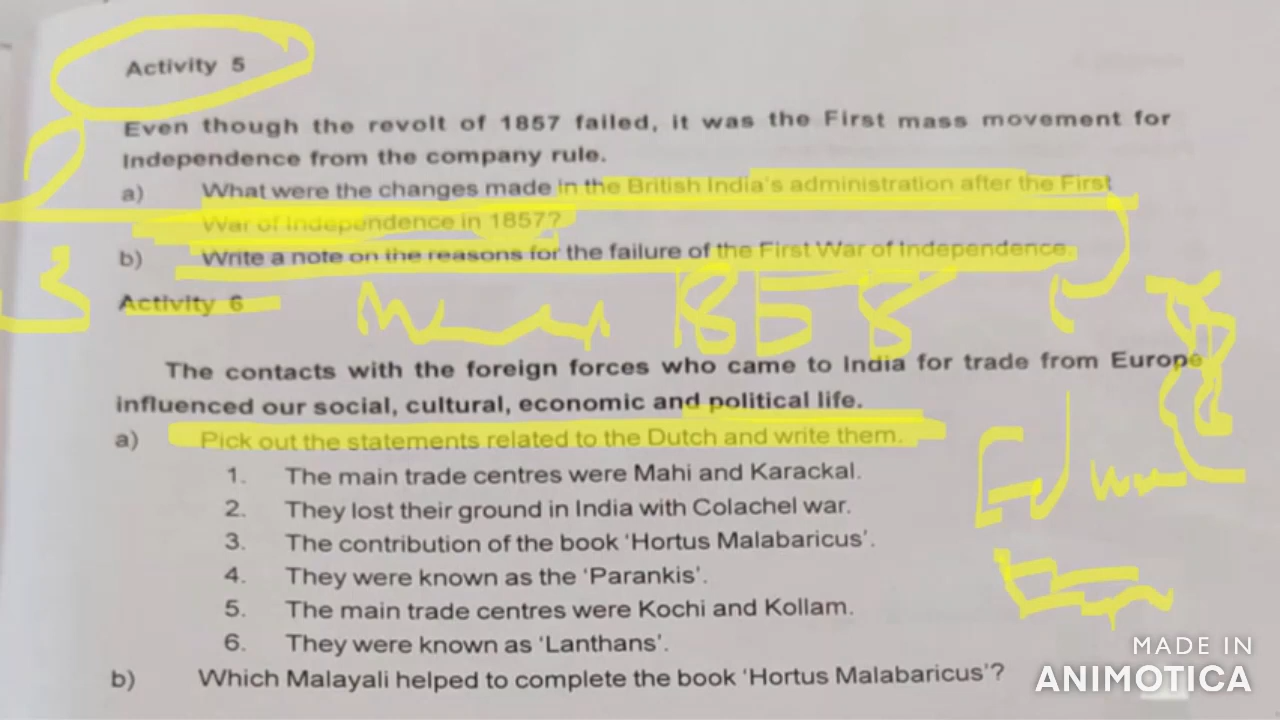 Activity 5
Even though the revolt of 1857 failed, it was the First mass movement for
Independence from the company rule.
a) What were the changes made in the British India's administration after the First
War of Independence in 1857?
b) Write a note on the reasons for the failure of the First War of Independence.
Activity 6
1858
The contacts with the foreign forces who came to India for trade from Europe
influenced our social, cultural, economic and political life.
a) Pick out the statements related to the Dutch and write them.
1. The main trade centres were Mahi and Karackal.
2. They lost their ground in India with Colachel war.
3. The contribution of the book 'Hortus Malabaricus'.
4. They were known as the 'Parankis'.
5. The main trade centres were Kochi and Kollam.
6. They were known as 'Lanthans'.
b) Which Malayali helped to complete the book 'Hortus Malabaricus'?
MADE IN
ANIMOTICA